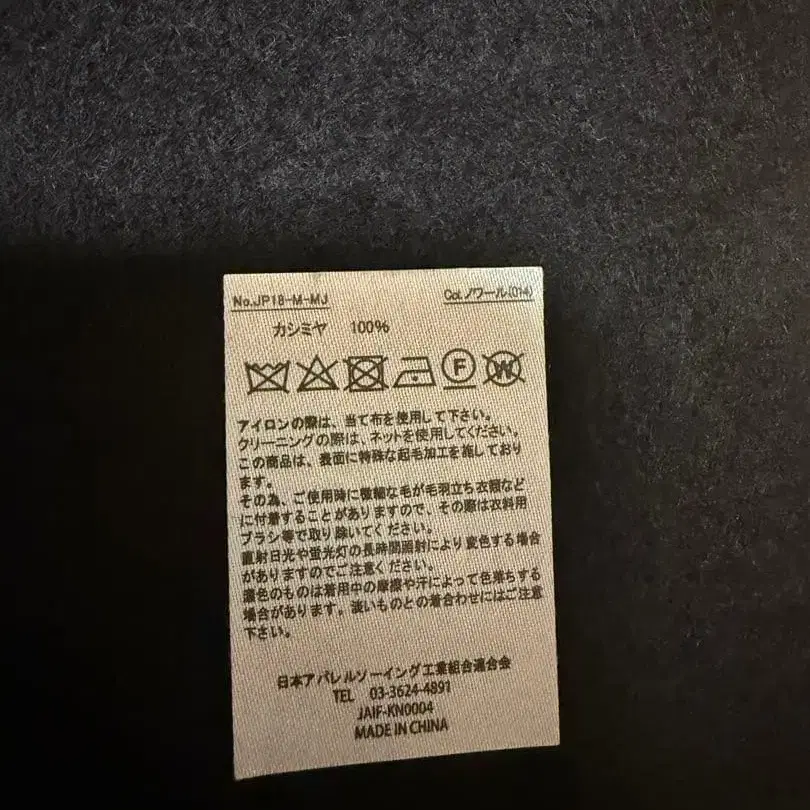 No.JP18-M-MJ
Col.ノワール(014)
カシミヤ 100%
F
W
アイロンの際は、当て布を使用して下さい。
クリーニングの際は、ネットを使用してください。
この商品は、表面に特殊な起毛加工を施しており
ます。
その為、ご使用時に微細な毛が毛羽立ち衣類など
に付着することがありますので、その際は衣料用
ブラシ等で取り除いてください。
直射日光や蛍光灯の長時間照射により変色する場合
がありますのでご注意ください。
濃色のものは着用中の摩擦や汗によって色落ちする
場合があります。淡いものとの着合わせにはご注意
下さい。
日本アパレルソーイング工業組合連合会
TEL 03-3624-4891
JAIF-KN0004
MADE IN CHINA